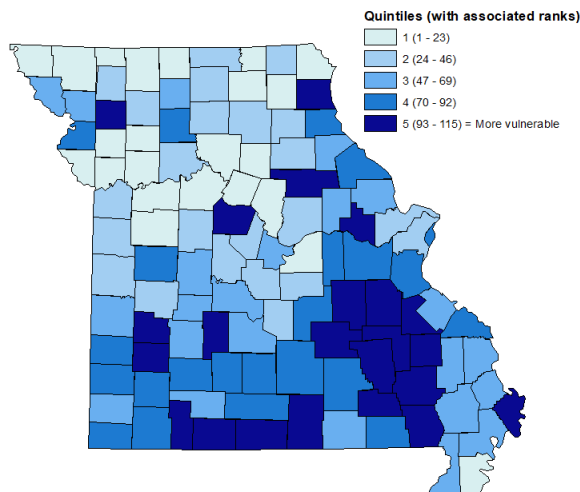 Quintiles (with associated ranks)
1 (1 - 23)
2 (24 - 46)
3 (47 - 69)
4 (70 - 92)
5 (93 - 115) = More vulnerable